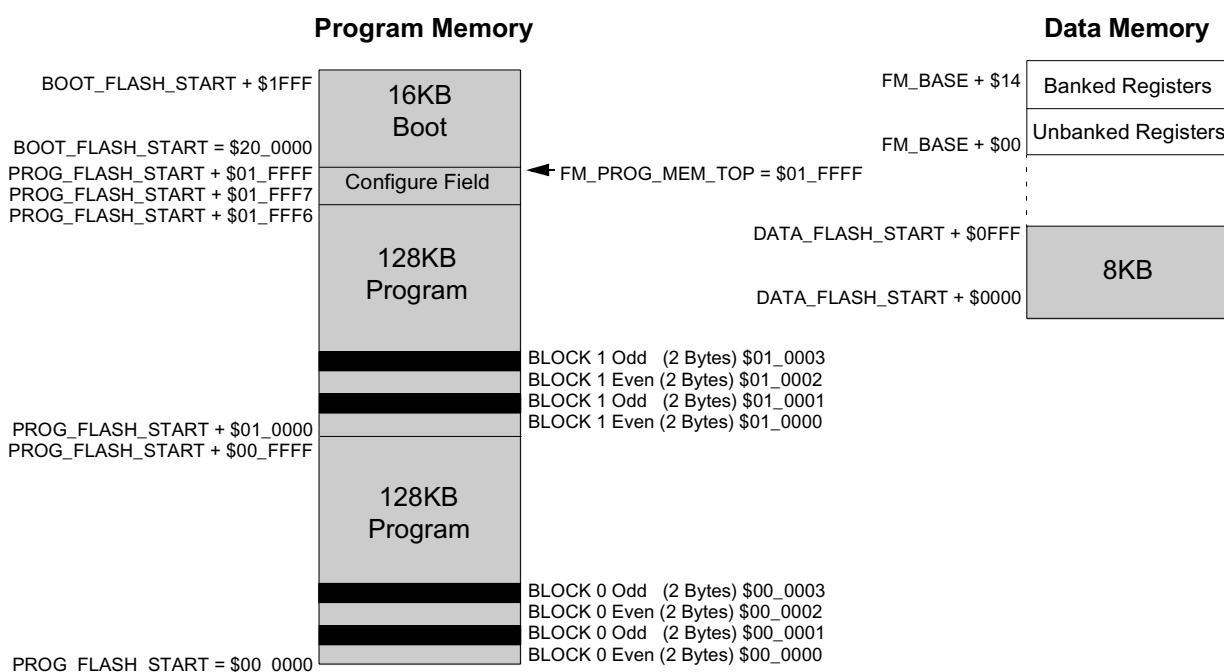 Program Memory
BOOT_FLASH_START + $1FFF
16KB
Boot
BOOT_FLASH_START = $20_0000
PROG_FLASH_START + $01_FFFF
FM_PROG_MEM_TOP = $01_FFFF
Configure Field
PROG_FLASH_START + $01_FFF7
PROG_FLASH_START + $01_FFF6
128KB
Program
BLOCK 1 Odd (2 Bytes) $01_0003
BLOCK 1 Even (2 Bytes) $01_0002
BLOCK 1 Odd (2 Bytes) $01_0001
BLOCK 1 Even (2 Bytes) $01_0000
PROG_FLASH_START + $01_0000
PROG_FLASH_START + $00_FFFF
128KB
Program
BLOCK 0 Odd (2 Bytes) $00_0003
BLOCK 0 Even (2 Bytes) $00_0002
BLOCK 0 Odd (2 Bytes) $00_0001
BLOCK 0 Even (2 Bytes) $00_0000
PROG_FLASH_START = $00_0000
Data Memory
FM_BASE + $14
Banked Registers
Unbanked Registers
FM_BASE + $00
DATA_FLASH_START + $0FFF
8KB
DATA_FLASH_START + $0000